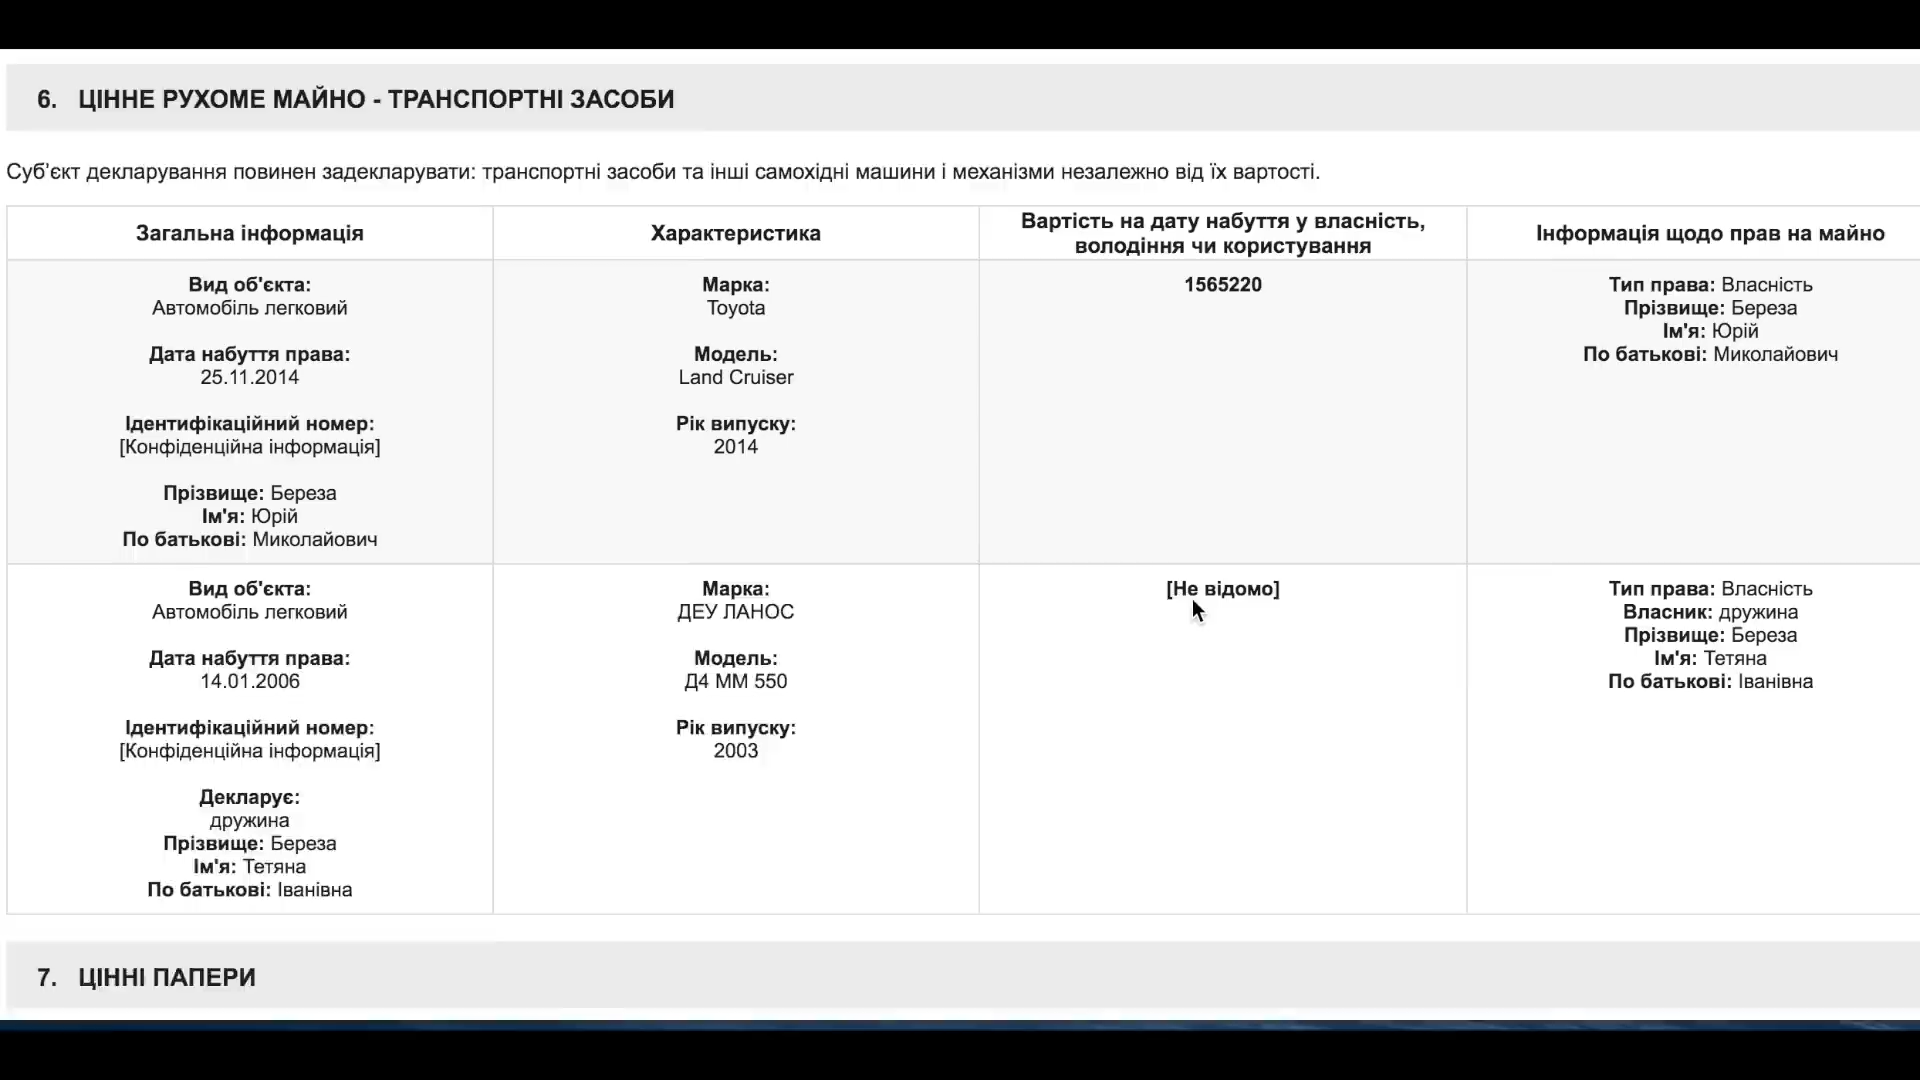 6. ЦІННЕ РУХОМЕ МАЙНО - ТРАНСПОРТНІ ЗАСОБИ
Суб'єкт декларування повинен задекларувати: транспортні засоби та інші самохідні машини і механізми незалежно від їх вартості.
Загальна інформація
Характеристика
Вартість на дату набуття у власність,
володіння чи користування
Інформація щодо прав на майно
Вид об'єкта:
Автомобіль легковий
Дата набуття права:
25.11.2014
Ідентифікаційний номер:
[Конфіденційна інформація]
Прізвище: Береза
Ім'я: Юрій
По батькові: Миколайович
Марка:
Toyota
Модель:
Land Cruiser
Рік випуску:
2014
1565220
Тип права: Власність
Прізвище: Береза
Ім'я: Юрій
По батькові: Миколайович
Вид об'єкта:
Автомобіль легковий
Дата набуття права:
14.01.2006
Ідентифікаційний номер:
[Конфіденційна інформація]
Декларує:
дружина
Прізвище: Береза
Ім'я: Тетяна
По батькові: Іванівна
Марка:
ДЕУ ЛАНОС
Модель:
Д4 ММ 550
Рік випуску:
2003
[Не відомо]
Тип права: Власність
Власник: дружина
Прізвище: Береза
Ім'я: Тетяна
По батькові: Іванівна
7. ЦІННІ ПАПЕРИ